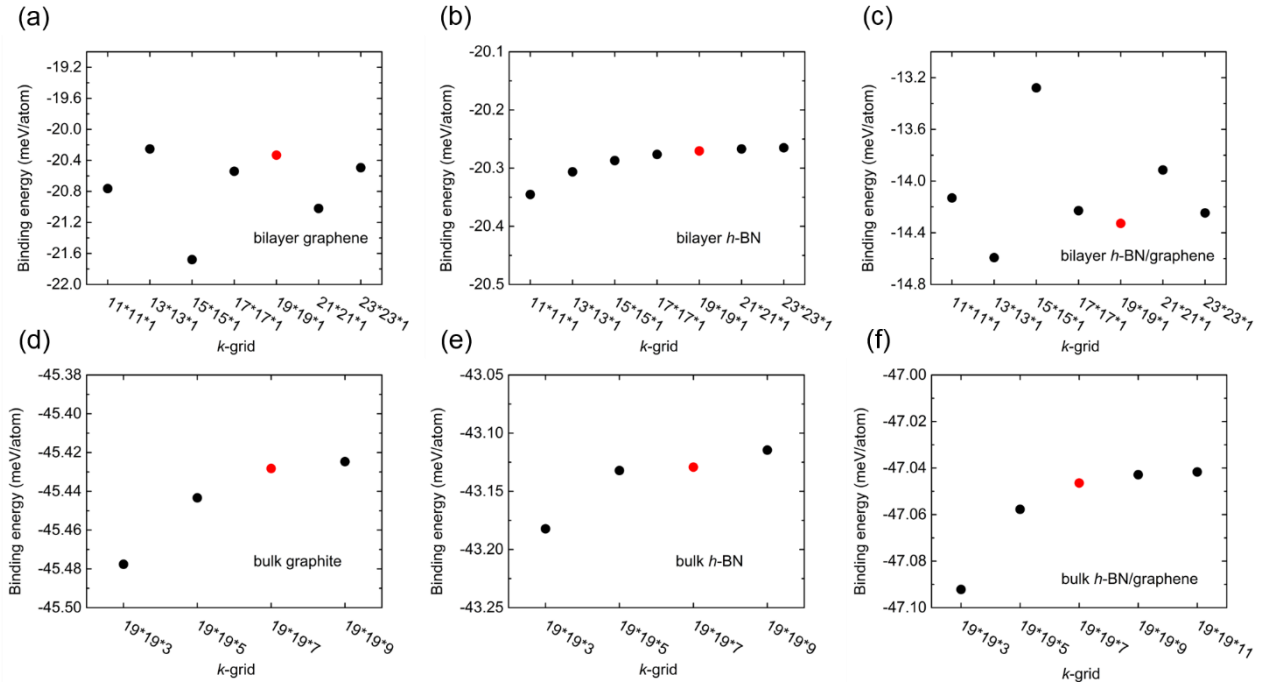 (a)
-19.2
-19.6
-20.0
-20.4
-20.8
-21.2
-21.6
-22.0
Binding energy (meV/atom)
bilayer graphene
11*11*1
13*13*1
15*15*1
17*17*1
19*19*1
21*21*1
23*23*1
k-grid
(b)
-20.1
-20.2
-20.3
-20.4
-20.5
Binding energy (meV/atom)
bilayer h-BN
11*11*1
13*13*1
15*15*1
17*17*1
19*19*1
21*21*1
23*23*1
k-grid
(c)
-13.2
-13.6
-14.0
-14.4
-14.8
Binding energy (meV/atom)
bilayer h-BN/graphene
11*11*1
13*13*1
15*15*1
17*17*1
19*19*1
21*21*1
23*23*1
k-grid
(d)
-45.38
-45.40
-45.42
-45.44
-45.46
-45.48
-45.50
Binding energy (meV/atom)
bulk graphite
19*19*3
19*19*5
19*19*7
19*19*9
k-grid
(e)
-43.05
-43.10
-43.15
-43.20
-43.25
Binding energy (meV/atom)
bulk h-BN
19*19*3
19*19*5
19*19*7
19*19*9
k-grid
(f)
-47.00
-47.02
-47.04
-47.06
-47.08
-47.10
Binding energy (meV/atom)
bulk h-BN/graphene
19*19*3
19*19*5
19*19*7
19*19*9
19*19*11
k-grid